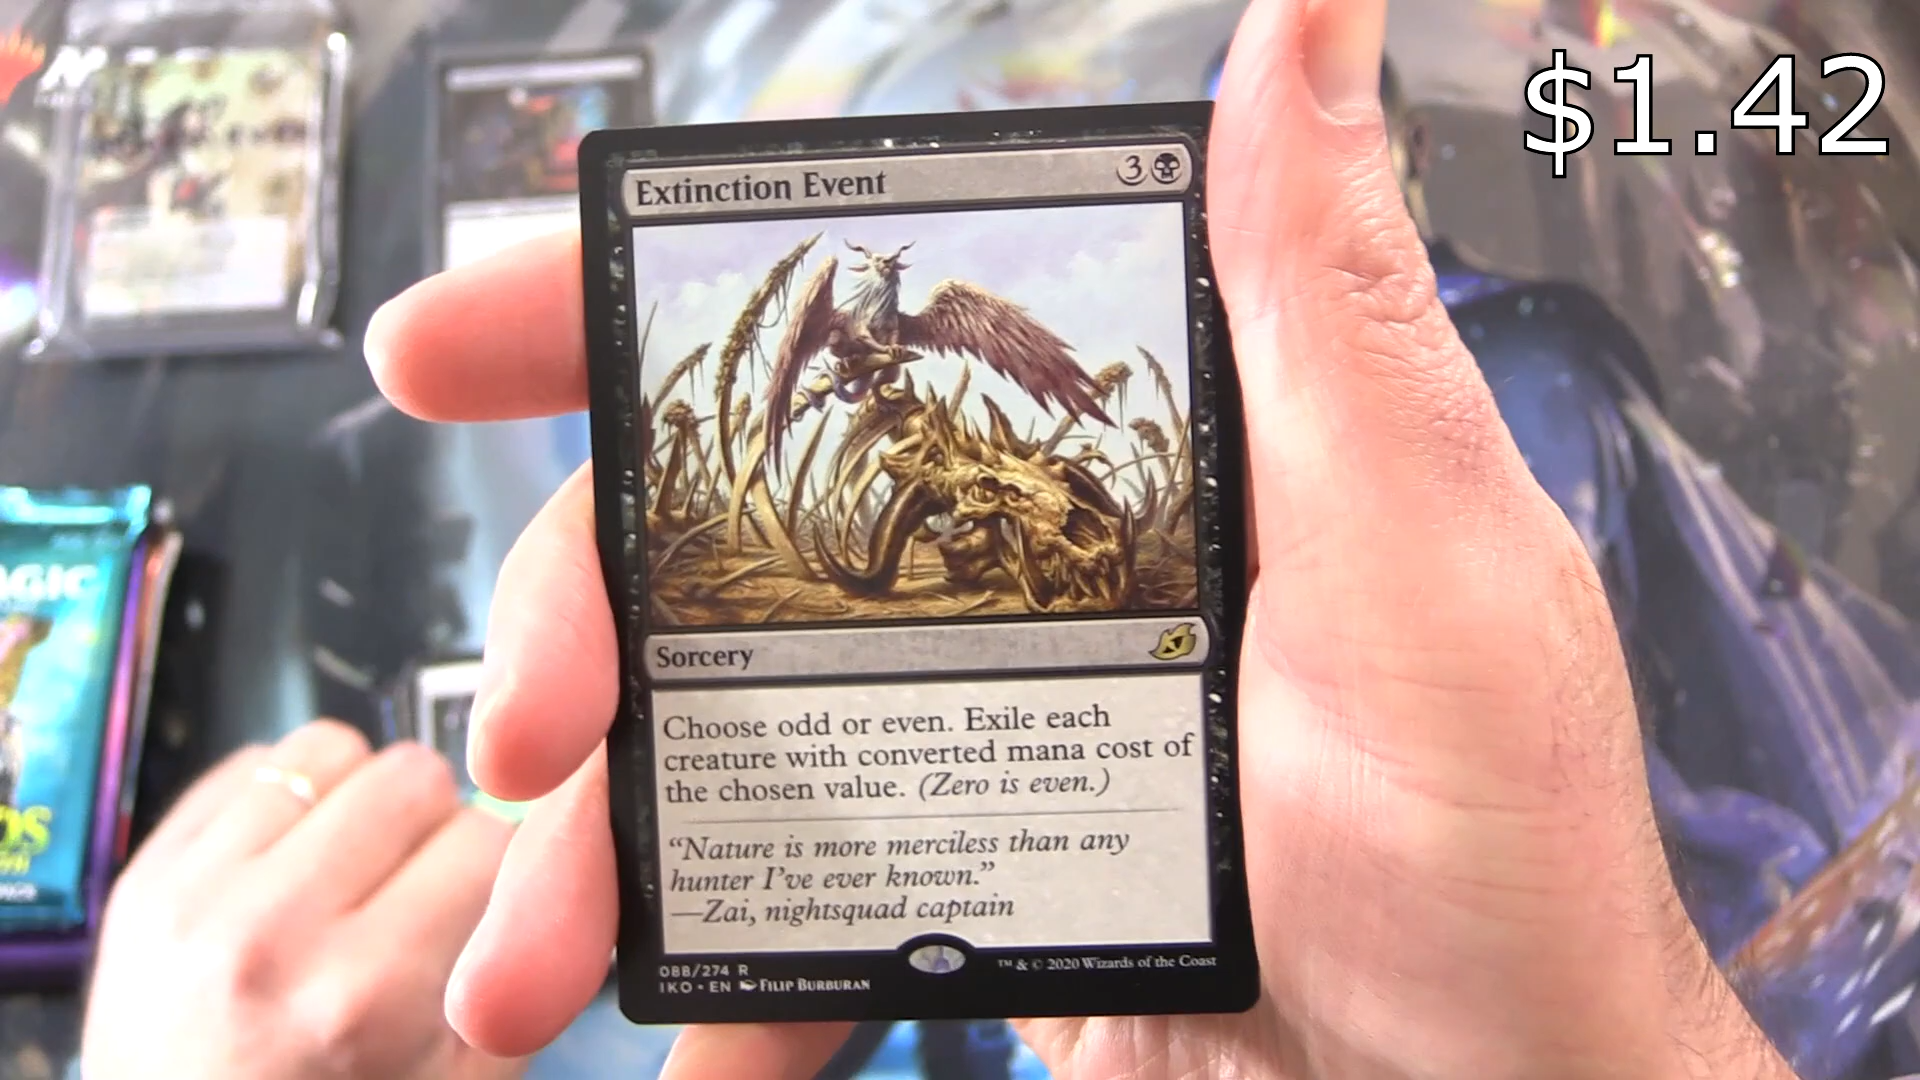 $1.42
Extinction Event
3
Sorcery
Choose odd or even. Exile each
creature with converted mana cost of
the chosen value. (Zero is even.)
“Nature is more merciless than any
hunter I've ever known.”
—Zai, nightsquad captain
088/274 R
IKO • EN Filip Burburan
™ & © 2020 Wizards of the Coast